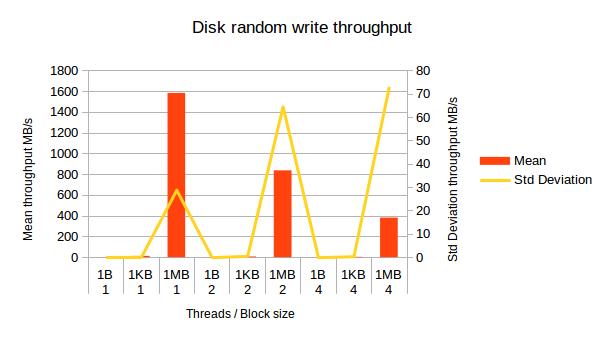 Disk random write throughput
1800
1600
1400
1200
1000
800
600
400
200
0
80
70
60
50
40
30
20
10
0
Mean throughput MB/s
Std Deviation throughput MB/s
Mean
Std Deviation
1B 1KB 1MB 1B 1KB 1MB 1B 1KB 1MB
1 1 1 2 2 2 4 4 4
Threads / Block size